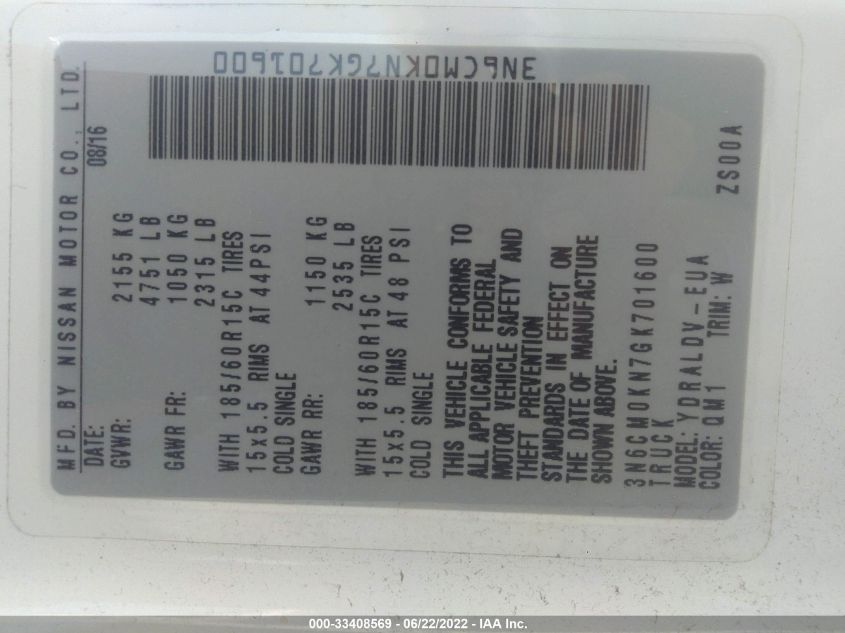 MFD. BY NISSAN MOTOR CO., LTD.
DATE: 08/16
GVWR: 2155 KG
4751 LB
GAWR FR: 1050 KG
2315 LB
WITH 185/60R15C TIRES
15x5.5 RIMS AT 44PSI
COLD SINGLE
GAWR RR: 1150 KG
2535 LB
WITH 185/60R15C TIRES
15x5.5 RIMS AT 48 PSI
COLD SINGLE
THIS VEHICLE CONFORMS TO
ALL APPLICABLE FEDERAL
MOTOR VEHICLE SAFETY AND
THEFT PREVENTION
STANDARDS IN EFFECT ON
THE DATE OF MANUFACTURE
SHOWN ABOVE.
3N6CM0KN7GK701600
TRUCK
MODEL: YDRALDV-EUA
COLOR: QM1 TRIM: W
ZS00A
3N6CM0KN7GK701600
000-33408569 - 06/22/2022 - IAA Inc.